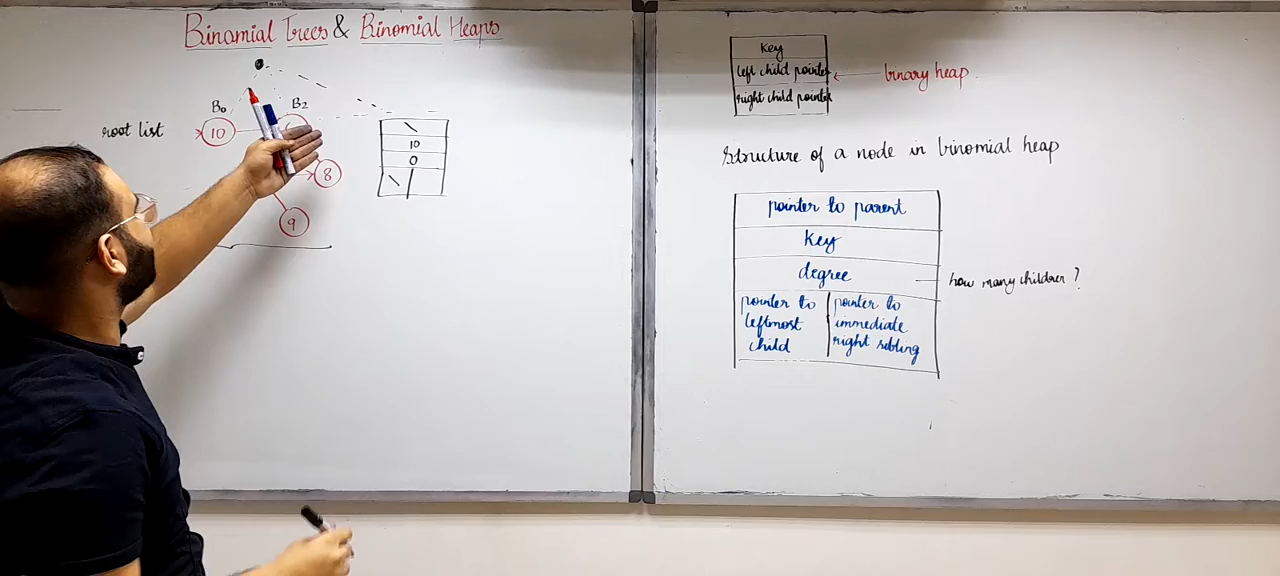 Binamial Trees & Binomial Heaps
B₀
B₂
root list
10
8
9
10
0
key
left child pointer
right child pointer
binary heap.
Structure of a node in binomial heap
pointer to parent
key
degree
how many children?
pointer to
leftmost
child
pointer to
immediate
right sibling